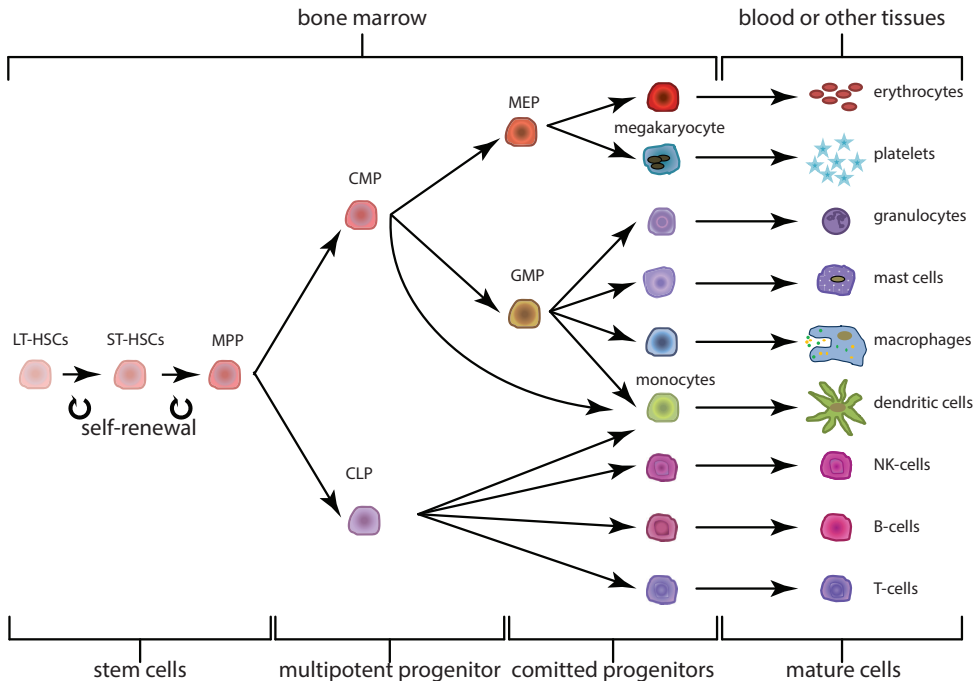 bone marrow
blood or other tissues
MEP
erythrocytes
megakaryocyte
platelets
CMP
granulocytes
GMP
mast cells
LT-HSCs
ST-HSCs
MPP
macrophages
monocytes
dendritic cells
self-renewal
CLP
NK-cells
B-cells
T-cells
stem cells
multipotent progenitor
comitted progenitors
mature cells